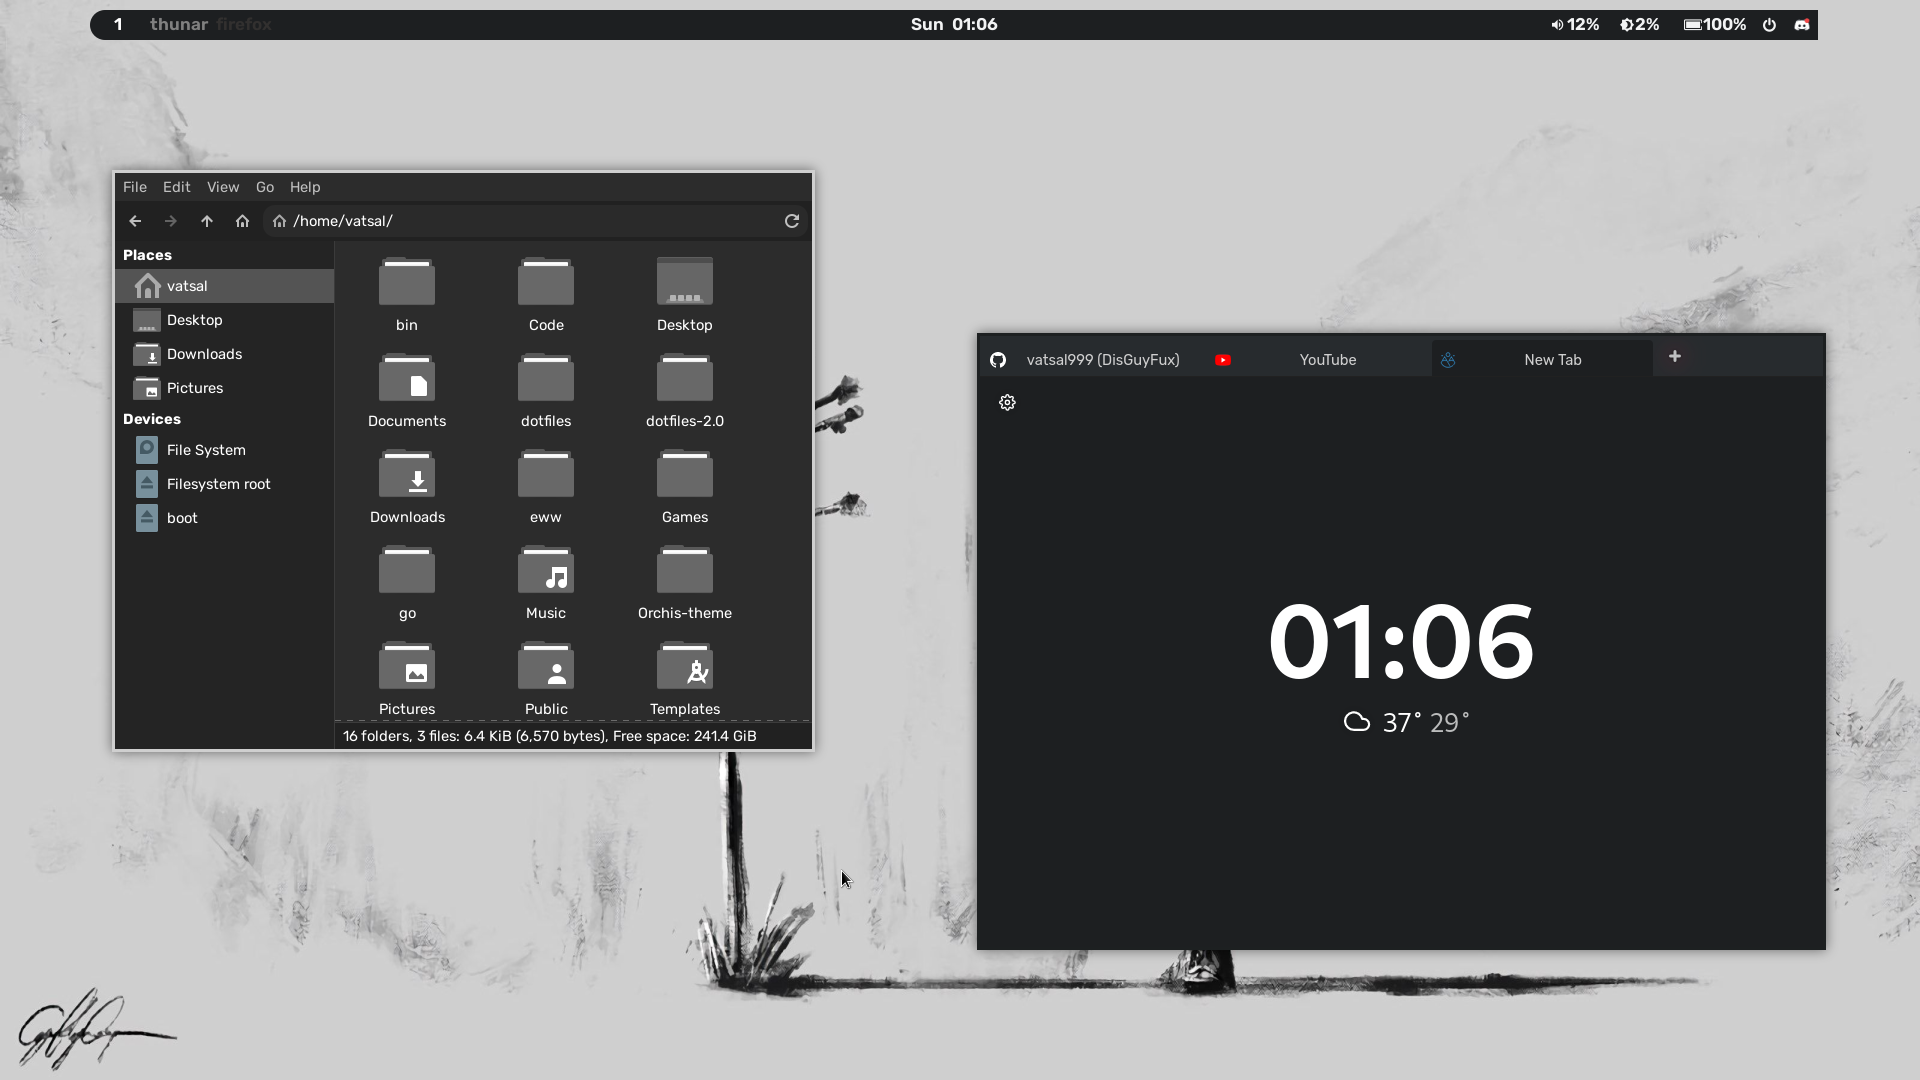 1 thunar firefox Sun 01:06 12% 2% 100%
File Edit View Go Help
/home/vatsal/
Places
vatsal
Desktop
Downloads
Pictures
Devices
File System
Filesystem root
boot
bin Code Desktop
Documents dotfiles dotfiles-2.0
Downloads eww Games
go Music Orchis-theme
Pictures Public Templates
16 folders, 3 files: 6.4 KiB (6,570 bytes), Free space: 241.4 GiB
vatsal999 (DisGuyFux) YouTube New Tab
01:06
37° 29°